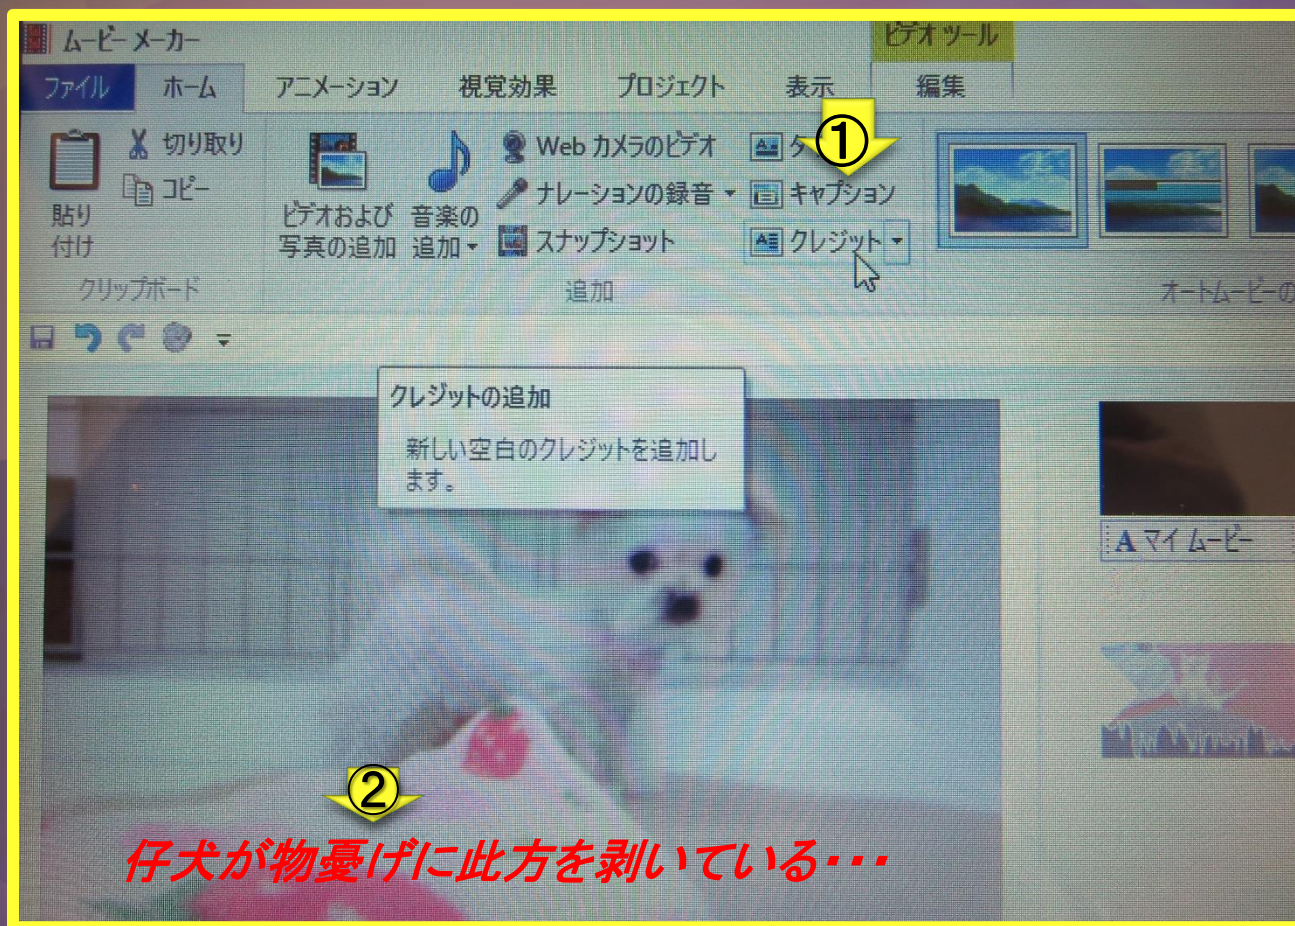 ムービー メーカー
ビデオ ツール
ファイル ホーム アニメーション 視覚効果 プロジェクト 表示 編集
貼り
付け
切り取り
コピー
クリップボード
ビデオおよび
写真の追加
音楽の
追加
Web カメラのビデオ
ナレーションの録音
スナップショット
①
キャプション
クレジット
追加
オートムービーの
クレジットの追加
新しい空白のクレジットを追加し
ます。
A マイ ムービー
②
仔犬が物憂げに此方を剥いている・・・